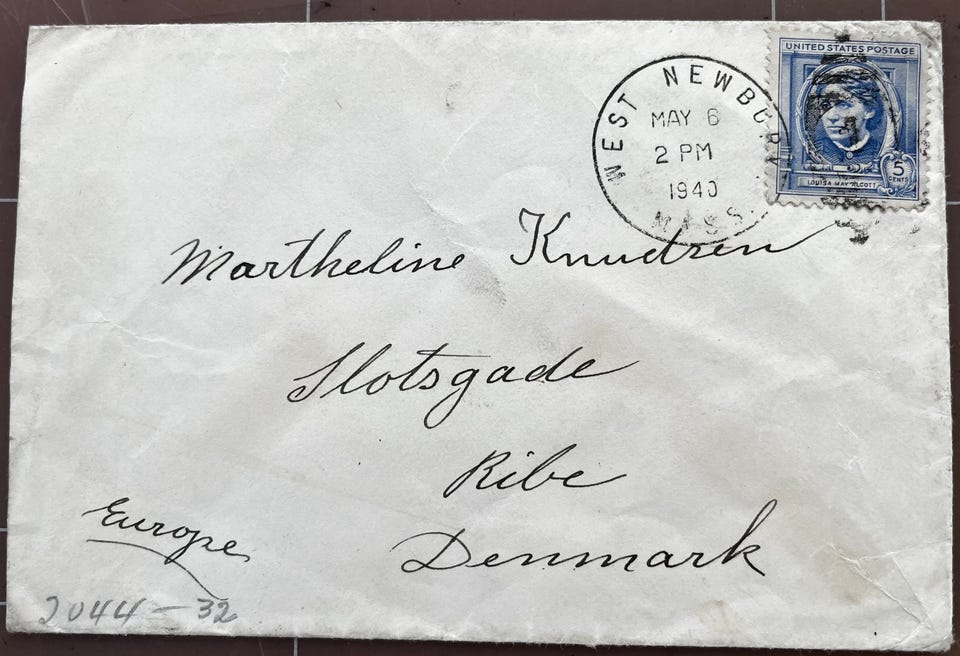 UNITED STATES POSTAGE
LOUISA MAY ALCOTT
5
CENTS
WEST NEWBURY
MAY 6
2 PM
1940
MASS.
Martheline Knudsen
Slotsgade
Ribe
Denmark
Europe
2044-32